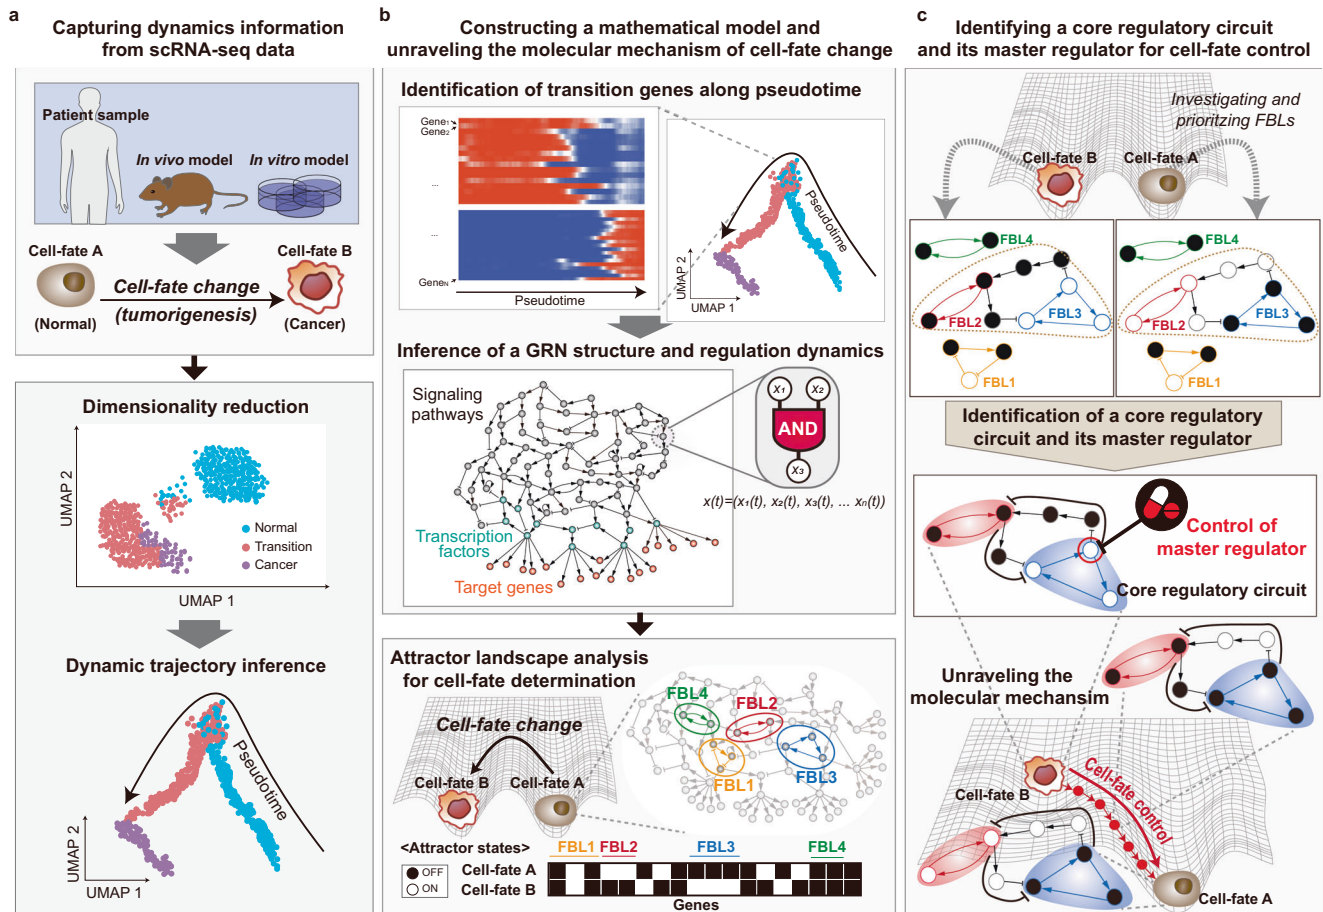 a
Capturing dynamics information
from scRNA-seq data
Patient sample
In vivo model
In vitro model
Cell-fate A
Cell-fate B
Cell-fate change
(tumorigenesis)
(Normal)
(Cancer)
Dimensionality reduction
UMAP 2
Normal
Transition
Cancer
UMAP 1
Dynamic trajectory inference
Pseudotime
UMAP 2
UMAP 1
b
Constructing a mathematical model and
unraveling the molecular mechanism of cell-fate change
Identification of transition genes along pseudotime
Gene₁
Gene₂
...
...
Geneₙ
Pseudotime
Pseudotime
UMAP 2
UMAP 1
Inference of a GRN structure and regulation dynamics
Signaling
pathways
X₁
X₂
AND
X₃
x(t)=(x₁(t), x₂(t), x₃(t), ... xₙ(t))
Transcription
factors
Target genes
Attractor landscape analysis
for cell-fate determination
Cell-fate change
Cell-fate B
Cell-fate A
FBL4
FBL2
FBL1
FBL3
<Attractor states>
OFF
ON
FBL1
FBL2
FBL3
FBL4
Cell-fate A
Cell-fate B
Genes
c
Identifying a core regulatory circuit
and its master regulator for cell-fate control
Investigating and
prioritzing FBLs
Cell-fate B
Cell-fate A
FBL4
FBL2
FBL3
FBL1
FBL4
FBL2
FBL3
FBL1
Identification of a core regulatory
circuit and its master regulator
Control of
master regulator
Core regulatory circuit
Unraveling the
molecular mechansim
Cell-fate B
Cell-fate control
Cell-fate A